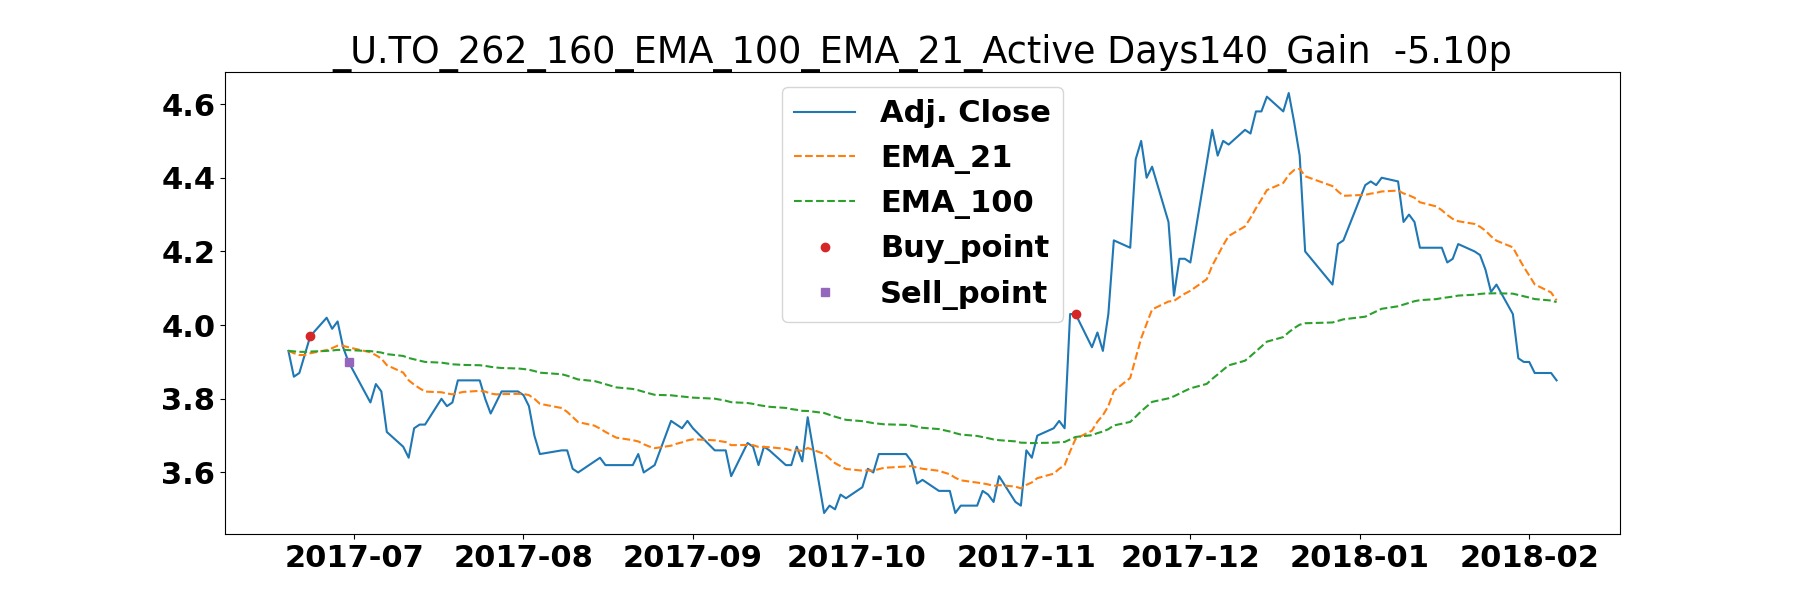 _U.TO_262_160_EMA_100_EMA_21_Active Days140_Gain  -5.10p
4.6
4.4
4.2
4.0
3.8
3.6
Adj. Close
EMA_21
EMA_100
Buy_point
Sell_point
2017-07 2017-08 2017-09 2017-10 2017-11 2017-12 2018-01 2018-02